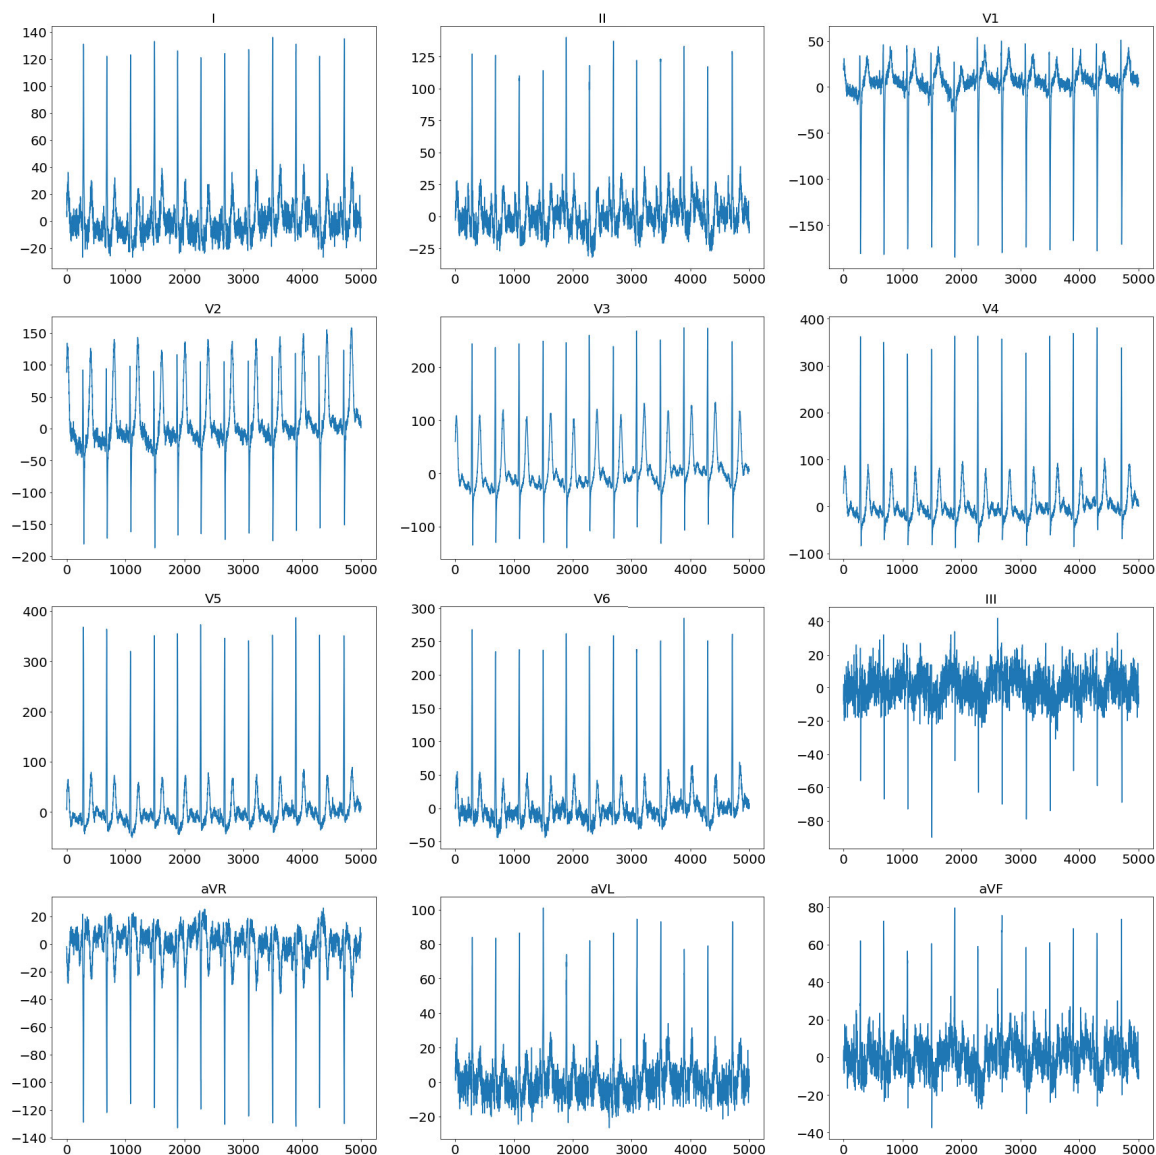 I II V1
140 120 100 80 60 40 20 0 −20
125 100 75 50 25 0 −25
50 0 −50 −100 −150
0 1000 2000 3000 4000 5000 0 1000 2000 3000 4000 5000 0 1000 2000 3000 4000 5000
V2 V3 V4
150 100 50 0 −50 −100 −150 −200
200 100 0 −100
400 300 200 100 0 −100
0 1000 2000 3000 4000 5000 0 1000 2000 3000 4000 5000 0 1000 2000 3000 4000 5000
V5 V6 III
400 300 200 100 0
300 250 200 150 100 50 0 −50
40 20 0 −20 −40 −60 −80
0 1000 2000 3000 4000 5000 0 1000 2000 3000 4000 5000 0 1000 2000 3000 4000 5000
aVR aVL aVF
20 0 −20 −40 −60 −80 −100 −120 −140
100 80 60 40 20 0 −20
80 60 40 20 0 −20 −40
0 1000 2000 3000 4000 5000 0 1000 2000 3000 4000 5000 0 1000 2000 3000 4000 5000